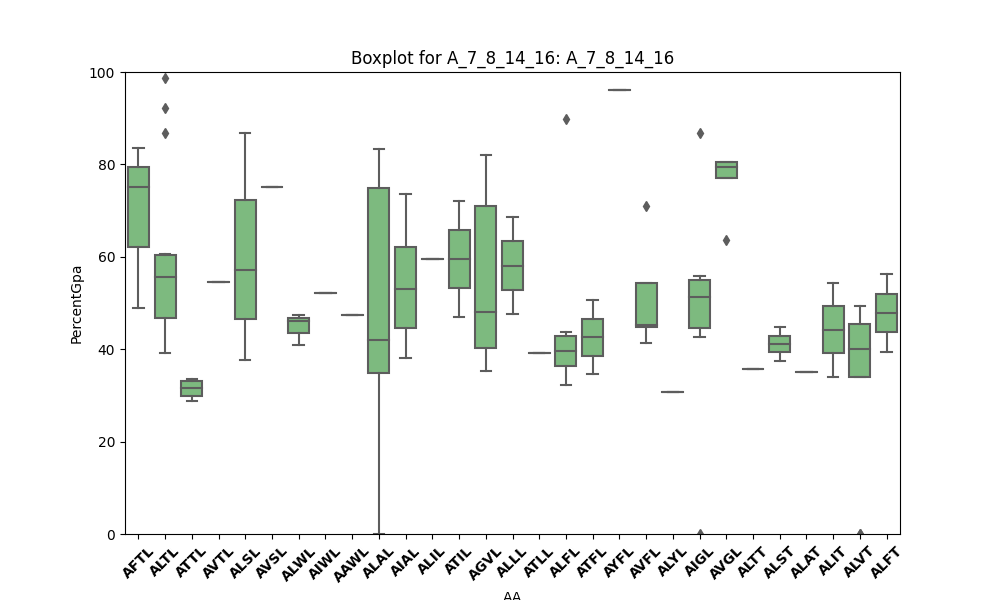 Boxplot for A_7_8_14_16: A_7_8_14_16
100
80
60
40
20
0
PercentGpa
AFTL ALTL ATTL AVTL ALSL AVSL ALWL AIWL AAWL ALAL AIAL ALIL ATIL AGVL ALLL ATLL ALFL ATFL AYFL AVFL ALYL AIGL AVGL ALTT ALST ALAT ALIT ALVT ALFT
AA